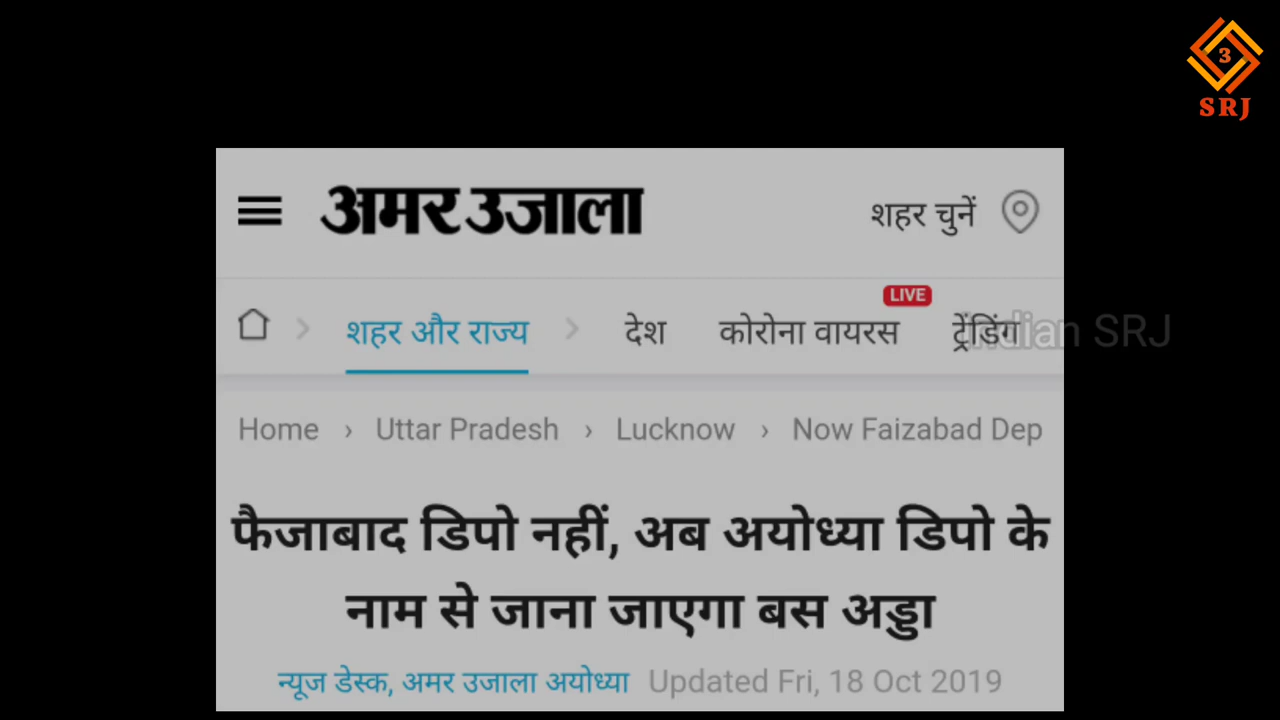 3
SRJ
अमर उजाला
शहर चुनें
LIVE
शहर और राज्य देश कोरोना वायरस ट्रेंडिंग
Indian SRJ
Home › Uttar Pradesh › Lucknow › Now Faizabad Dep
फैजाबाद डिपो नहीं, अब अयोध्या डिपो के
नाम से जाना जाएगा बस अड्डा
न्यूज डेस्क, अमर उजाला अयोध्या Updated Fri, 18 Oct 2019